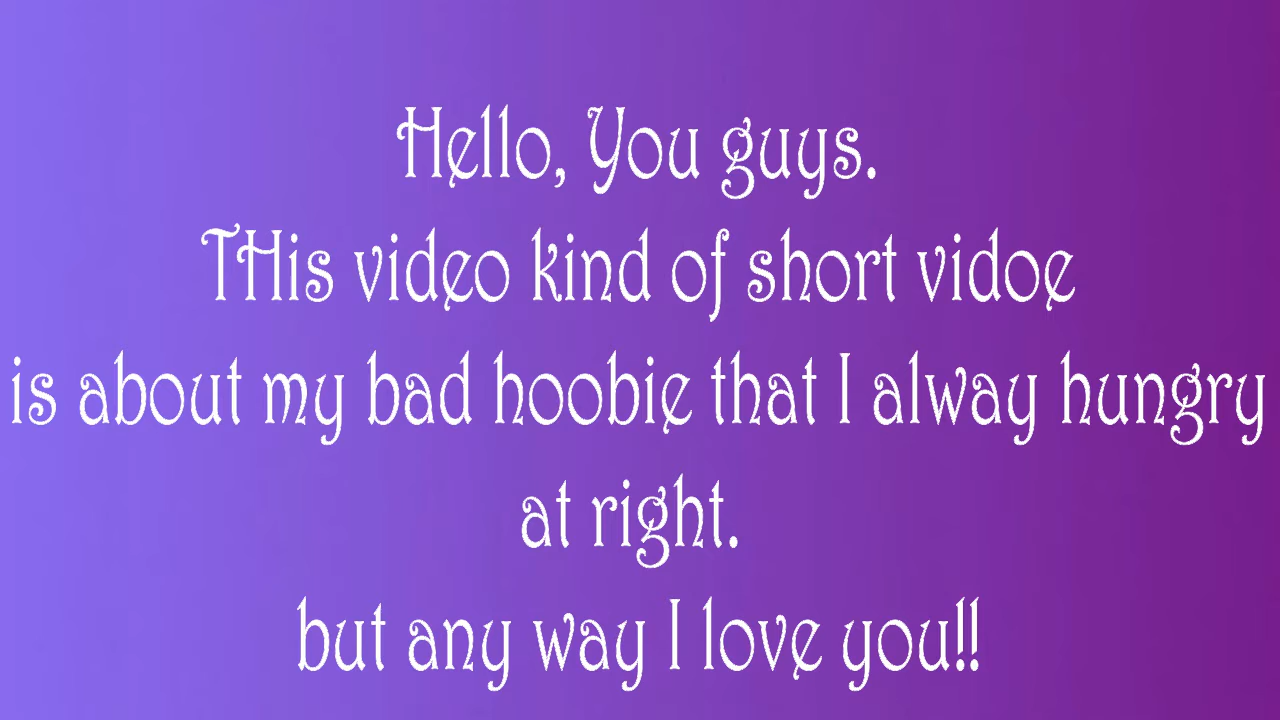 Hello, You guys.
THis video kind of short vidoe
is about my bad hoobie that I alway hungry
at right.
but any way I love you!!